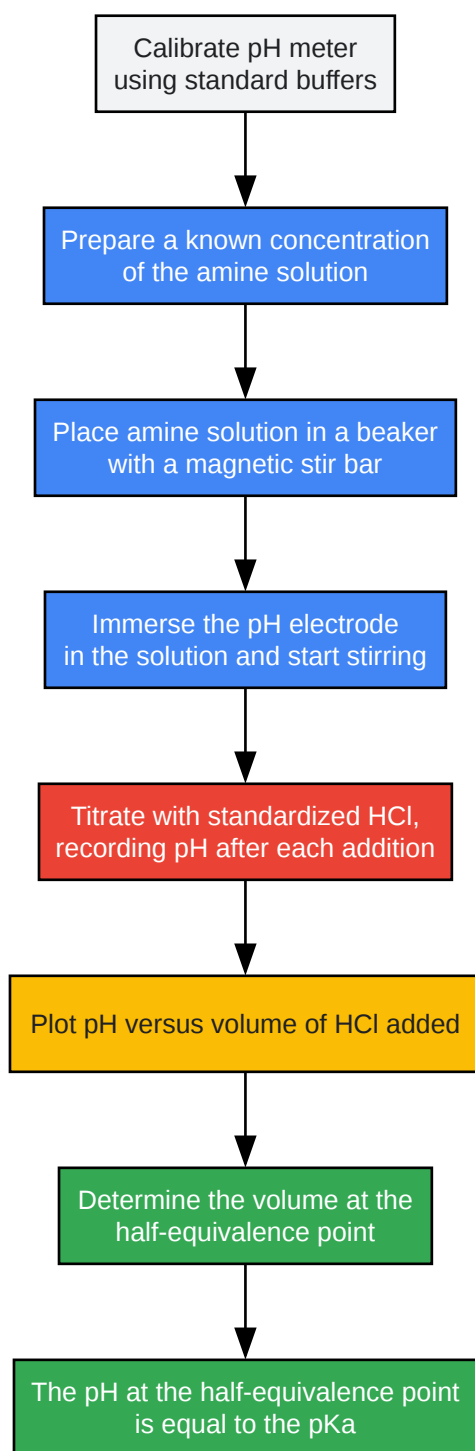 Calibrate pH meter
using standard buffers
Prepare a known concentration
of the amine solution
Place amine solution in a beaker
with a magnetic stir bar
Immerse the pH electrode
in the solution and start stirring
Titrate with standardized HCl,
recording pH after each addition
Plot pH versus volume of HCl added
Determine the volume at the
half-equivalence point
The pH at the half-equivalence point
is equal to the pKa